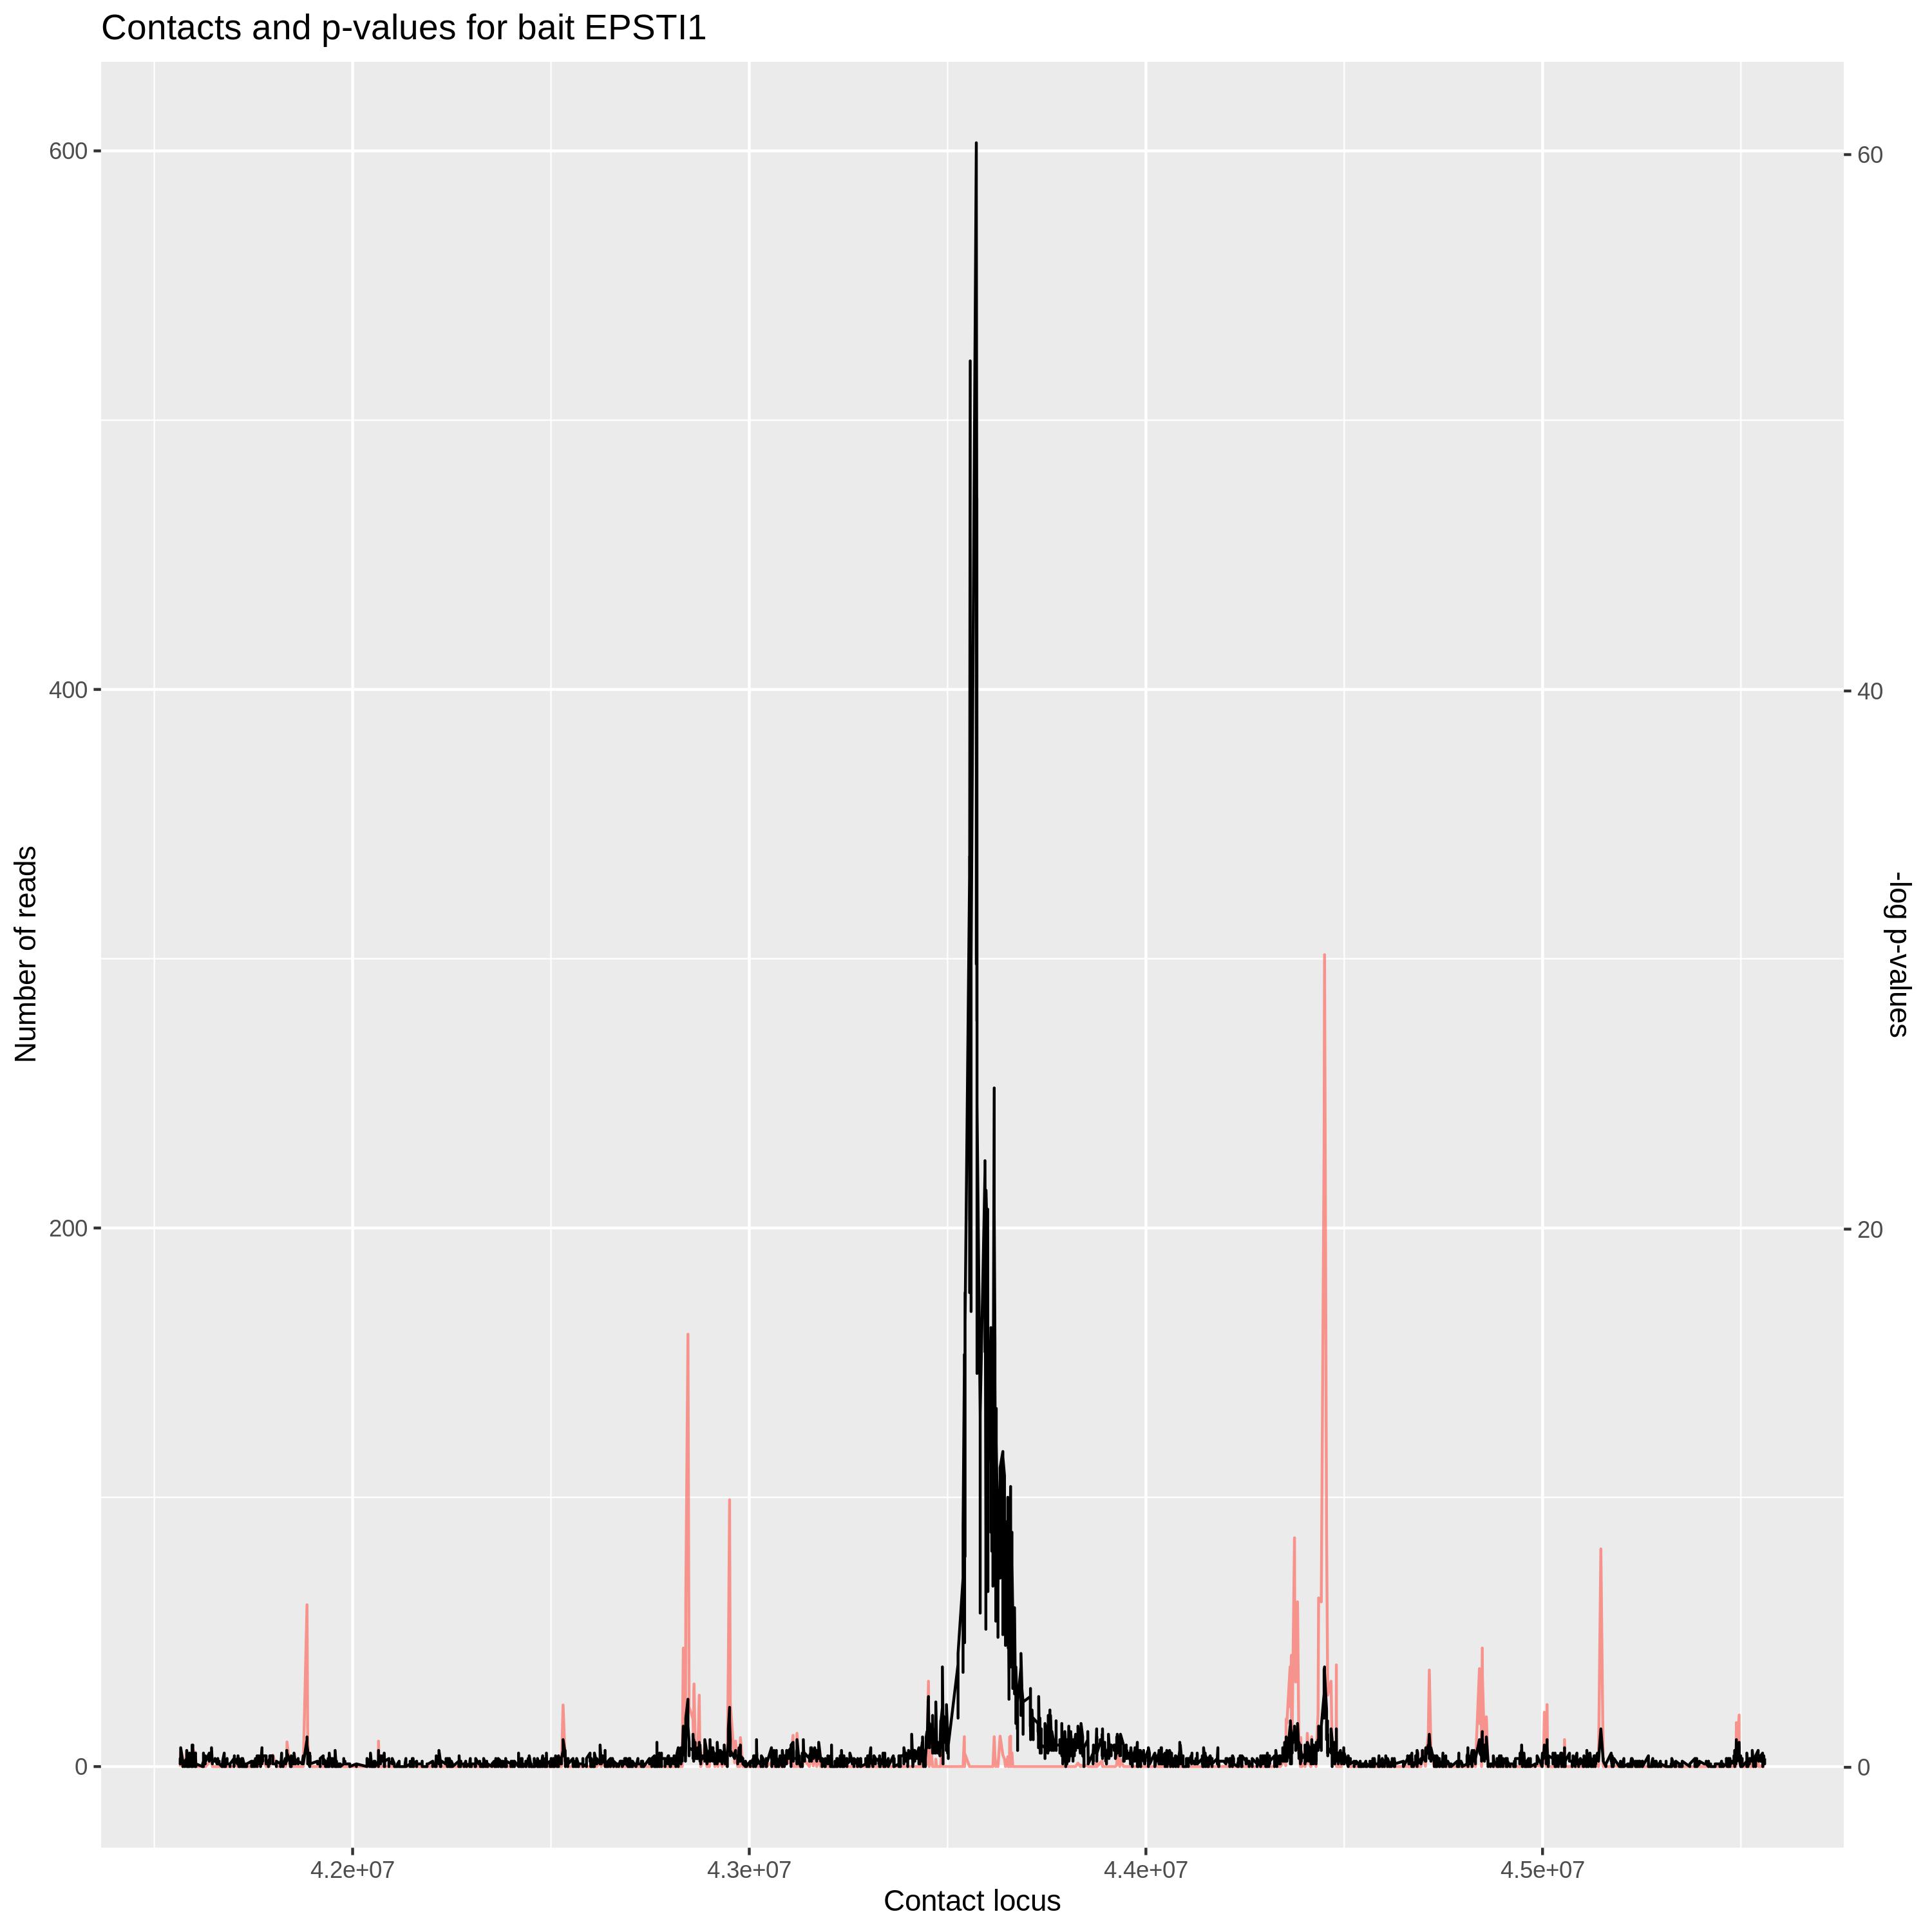 Contacts and p-values for bait EPSTI1
600
400
200
0
Number of reads
60
40
20
0
-log p-values
4.2e+07
4.3e+07
4.4e+07
4.5e+07
Contact locus